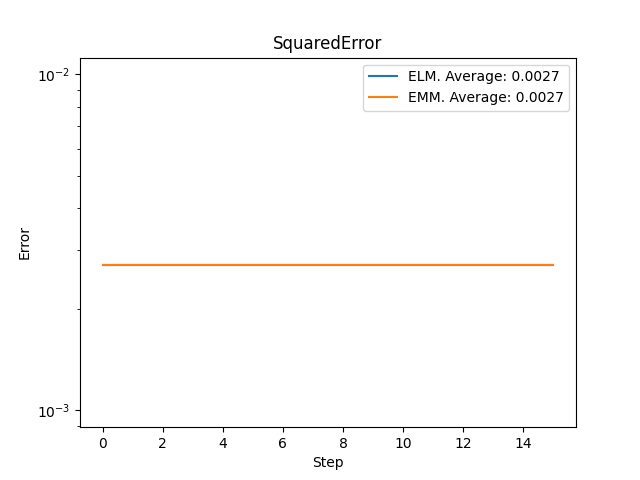 SquaredError
ELM. Average: 0.0027
EMM. Average: 0.0027
10⁻²
Error
10⁻³
0 2 4 6 8 10 12 14
Step